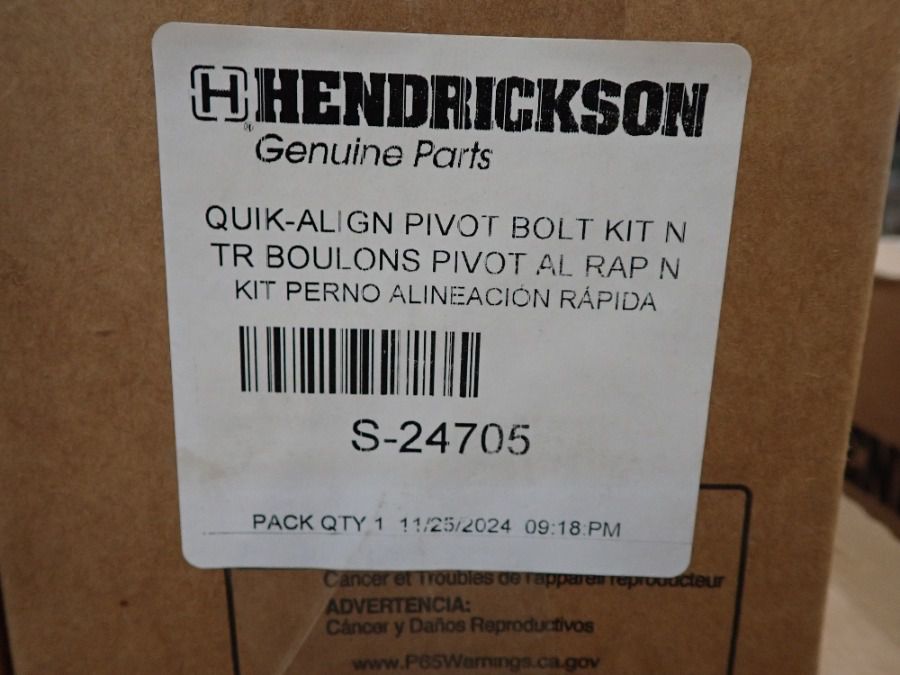 H HENDRICKSON
®
Genuine Parts
QUIK-ALIGN PIVOT BOLT KIT N
TR BOULONS PIVOT AL RAP N
KIT PERNO ALINEACIÓN RÁPIDA
S-24705
PACK QTY 1 11/25/2024 09:18 PM
Cáncer et Troubles de l'appareil reproducteur
ADVERTENCIA:
Cáncer y Daños Reproductivos
www.P65Warnings.ca.gov